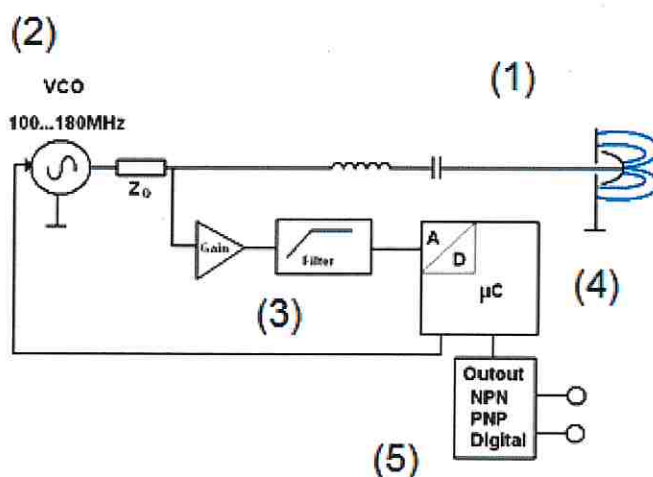 (2)
VCO
(1)
100...180MHz
Z₀
Gain
Filter
A
D
µC
(3)
(4)
Outout
NPN
PNP
Digital
(5)